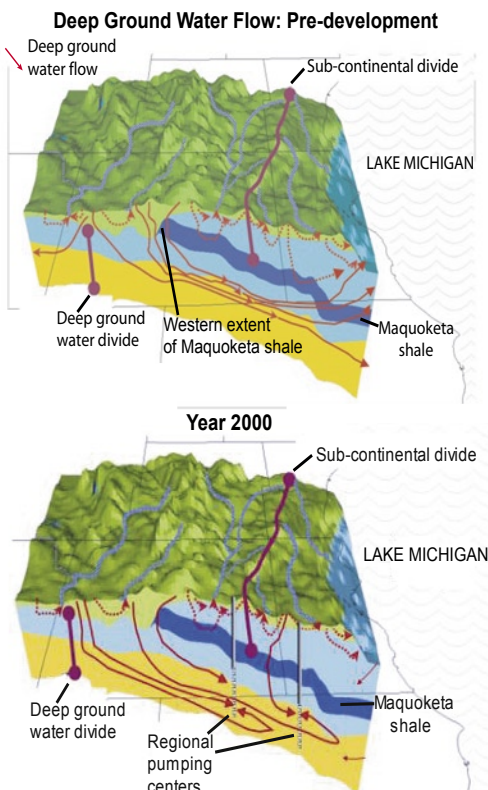 Deep Ground Water Flow: Pre-development
Deep ground
water flow
Sub-continental divide
LAKE MICHIGAN
Deep ground
water divide
Western extent
of Maquoketa shale
Maquoketa
shale
Year 2000
Sub-continental divide
LAKE MICHIGAN
Deep ground
water divide
Regional
pumping
centers
Maquoketa
shale